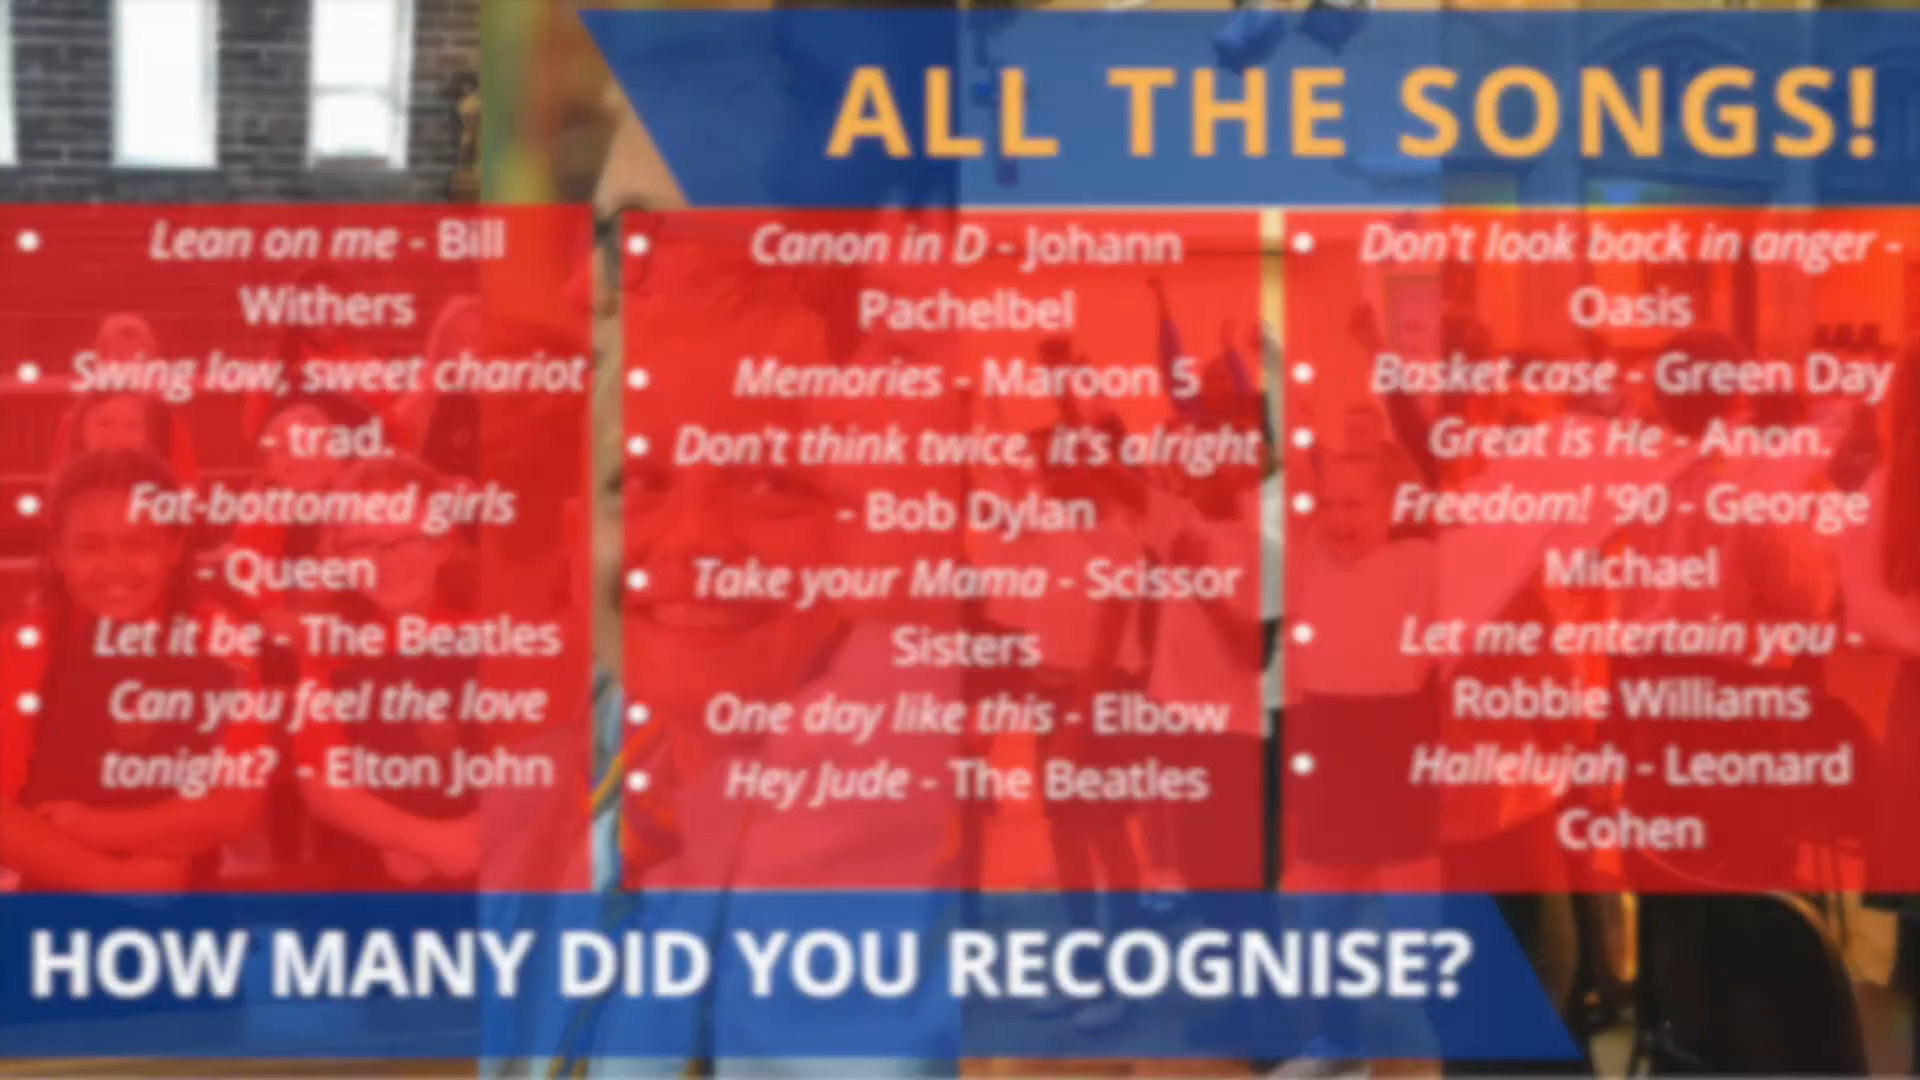 ALL THE SONGS!
• Lean on me - Bill
Withers
• Swing low, sweet chariot
- trad.
• Fat-bottomed girls
- Queen
• Let it be - The Beatles
• Can you feel the love
tonight? - Elton John
• Canon in D - Johann
Pachelbel
• Memories - Maroon 5
• Don't think twice, it's alright
- Bob Dylan
• Take your Mama - Scissor
Sisters
• One day like this - Elbow
• Hey Jude - The Beatles
• Don't look back in anger -
Oasis
• Basket case - Green Day
• Great is He - Anon.
• Freedom! '90 - George
Michael
• Let me entertain you -
Robbie Williams
• Hallelujah - Leonard
Cohen
HOW MANY DID YOU RECOGNISE?